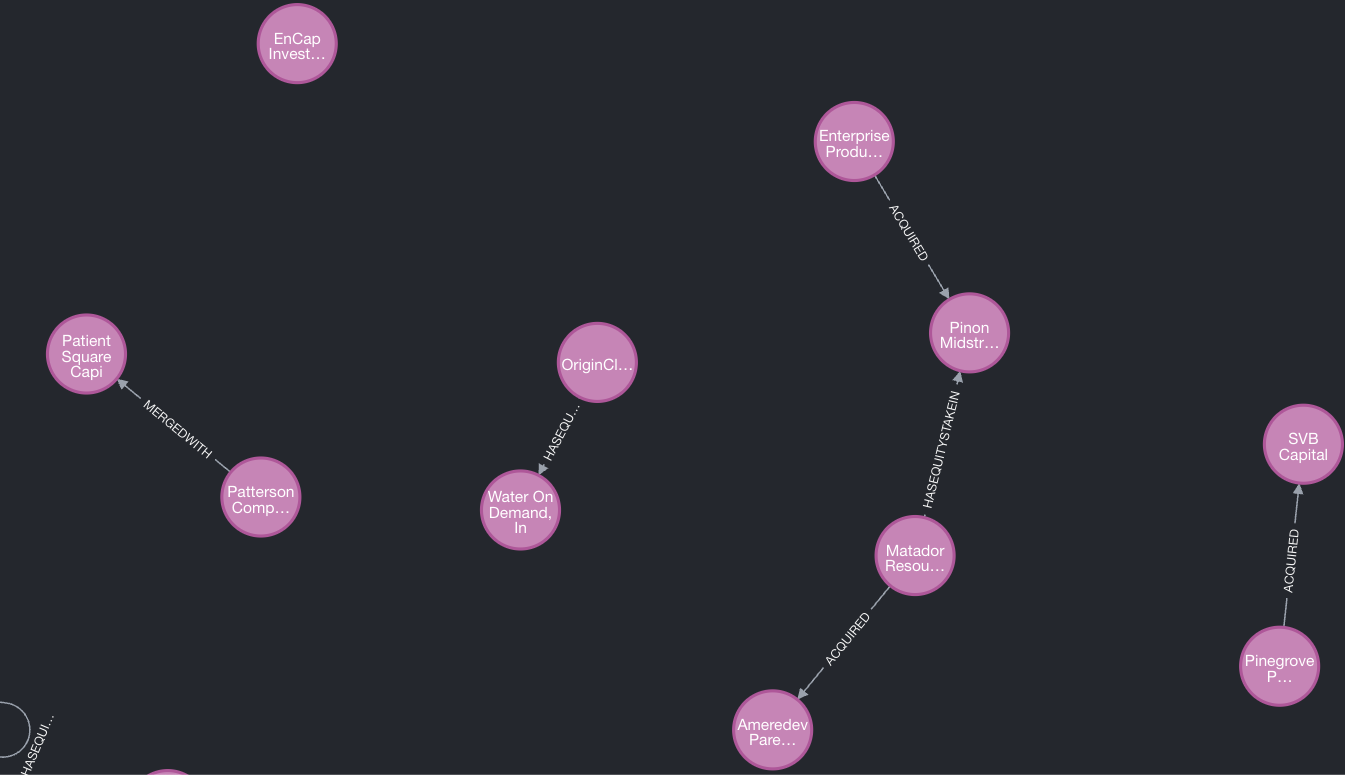 EnCap
Invest…
Enterprise
Produ…
ACQUIRED
Pinon
Midstr…
Patient
Square
Capi
MERGEDWITH
Patterson
Comp…
OriginCl…
HASEQU…
Water On
Demand,
In
HASEQUITYSTAKEIN
Matador
Resou…
ACQUIRED
Ameredev
Pare…
SVB
Capital
ACQUIRED
Pinegrove
P…
HASEQUI…